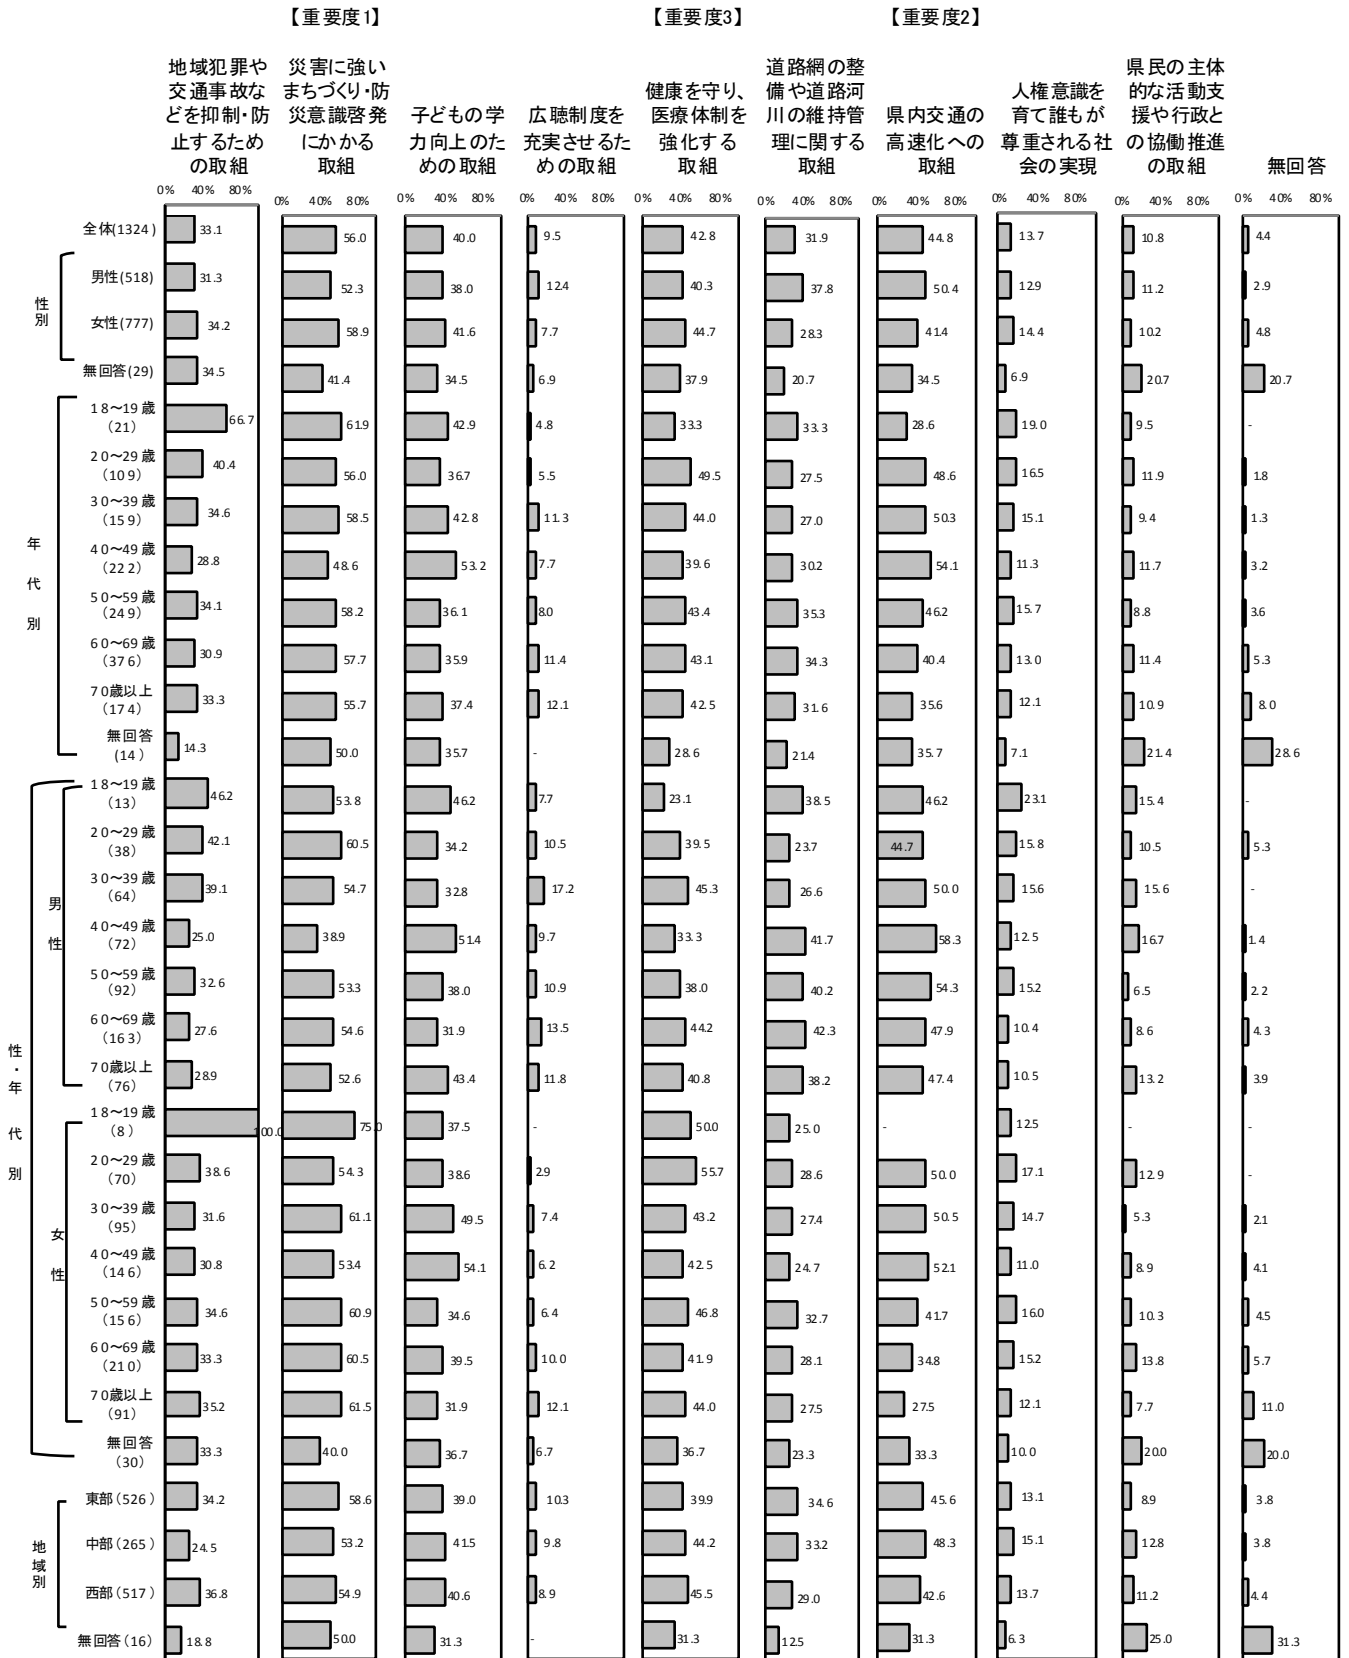 【重要度1】 【重要度3】 【重要度2】
地域犯罪や
交通事故な
どを抑制・防
止するため
の取組
災害に強い
まちづくり・防
災意識啓発
にかかる
取組
子どもの学
力向上のた
めの取組
広聴制度を
充実させるた
めの取組
健康を守り、
医療体制を
強化する
取組
道路網の整
備や道路河
川の維持管
理に関する
取組
県内交通の
高速化への
取組
人権意識を
育て誰もが
尊重される社
会の実現
県民の主体
的な活動支
援や行政と
の協働推進
の取組
無回答
0% 40% 80% 0% 40% 80% 0% 40% 80% 0% 40% 80% 0% 40% 80% 0% 40% 80% 0% 40% 80% 0% 40% 80% 0% 40% 80% 0% 40% 80%
全体(1324) 33.1 56.0 40.0 9.5 42.8 31.9 44.8 13.7 10.8 4.4
性別
男性(518) 31.3 52.3 38.0 12.4 40.3 37.8 50.4 12.9 11.2 2.9
女性(777) 34.2 58.9 41.6 7.7 44.7 28.3 41.4 14.4 10.2 4.8
無回答(29) 34.5 41.4 34.5 6.9 37.9 20.7 34.5 6.9 20.7 20.7
年代別
18〜19歳
(21) 66.7 61.9 42.9 4.8 33.3 33.3 28.6 19.0 9.5 -
20〜29歳
(109) 40.4 56.0 36.7 5.5 49.5 27.5 48.6 16.5 11.9 1.8
30〜39歳
(159) 34.6 58.5 42.8 11.3 44.0 27.0 50.3 15.1 9.4 1.3
40〜49歳
(222) 28.8 48.6 53.2 7.7 39.6 30.2 54.1 11.3 11.7 3.2
50〜59歳
(249) 34.1 58.2 36.1 8.0 43.4 35.3 46.2 15.7 8.8 3.6
60〜69歳
(376) 30.9 57.7 35.9 11.4 43.1 34.3 40.4 13.0 11.4 5.3
70歳以上
(174) 33.3 55.7 37.4 12.1 42.5 31.6 35.6 12.1 10.9 8.0
無回答
(14) 14.3 50.0 35.7 - 28.6 21.4 35.7 7.1 21.4 28.6
性・年代別
男性
18〜19歳
(13) 46.2 53.8 46.2 7.7 23.1 38.5 46.2 23.1 15.4 -
20〜29歳
(38) 42.1 60.5 34.2 10.5 39.5 23.7 44.7 15.8 10.5 5.3
30〜39歳
(64) 39.1 54.7 32.8 17.2 45.3 26.6 50.0 15.6 15.6 -
40〜49歳
(72) 25.0 38.9 51.4 9.7 33.3 41.7 58.3 12.5 16.7 1.4
50〜59歳
(92) 32.6 53.3 38.0 10.9 38.0 40.2 54.3 15.2 6.5 2.2
60〜69歳
(163) 27.6 54.6 31.9 13.5 44.2 42.3 47.9 10.4 8.6 4.3
70歳以上
(76) 28.9 52.6 43.4 11.8 40.8 38.2 47.4 10.5 13.2 3.9
女性
18〜19歳
(8) 100.0 75.0 37.5 - 50.0 25.0 - 12.5 - -
20〜29歳
(70) 38.6 54.3 38.6 2.9 55.7 28.6 50.0 17.1 12.9 -
30〜39歳
(95) 31.6 61.1 49.5 7.4 43.2 27.4 50.5 14.7 5.3 2.1
40〜49歳
(146) 30.8 53.4 54.1 6.2 42.5 24.7 52.1 11.0 8.9 4.1
50〜59歳
(156) 34.6 60.9 34.6 6.4 46.8 32.7 41.7 16.0 10.3 4.5
60〜69歳
(210) 33.3 60.5 39.5 10.0 41.9 28.1 34.8 15.2 13.8 5.7
70歳以上
(91) 35.2 61.5 31.9 12.1 44.0 27.5 27.5 12.1 7.7 11.0
無回答
(30) 33.3 40.0 36.7 6.7 36.7 23.3 33.3 10.0 20.0 20.0
地域別
東部(526) 34.2 58.6 39.0 10.3 39.9 34.6 45.6 13.1 8.9 3.8
中部(265) 24.5 53.2 41.5 9.8 44.2 33.2 48.3 15.1 12.8 3.8
西部(517) 36.8 54.9 40.6 8.9 45.5 29.0 42.6 13.7 11.2 4.4
無回答(16) 18.8 50.0 31.3 - 31.3 12.5 31.3 6.3 25.0 31.3